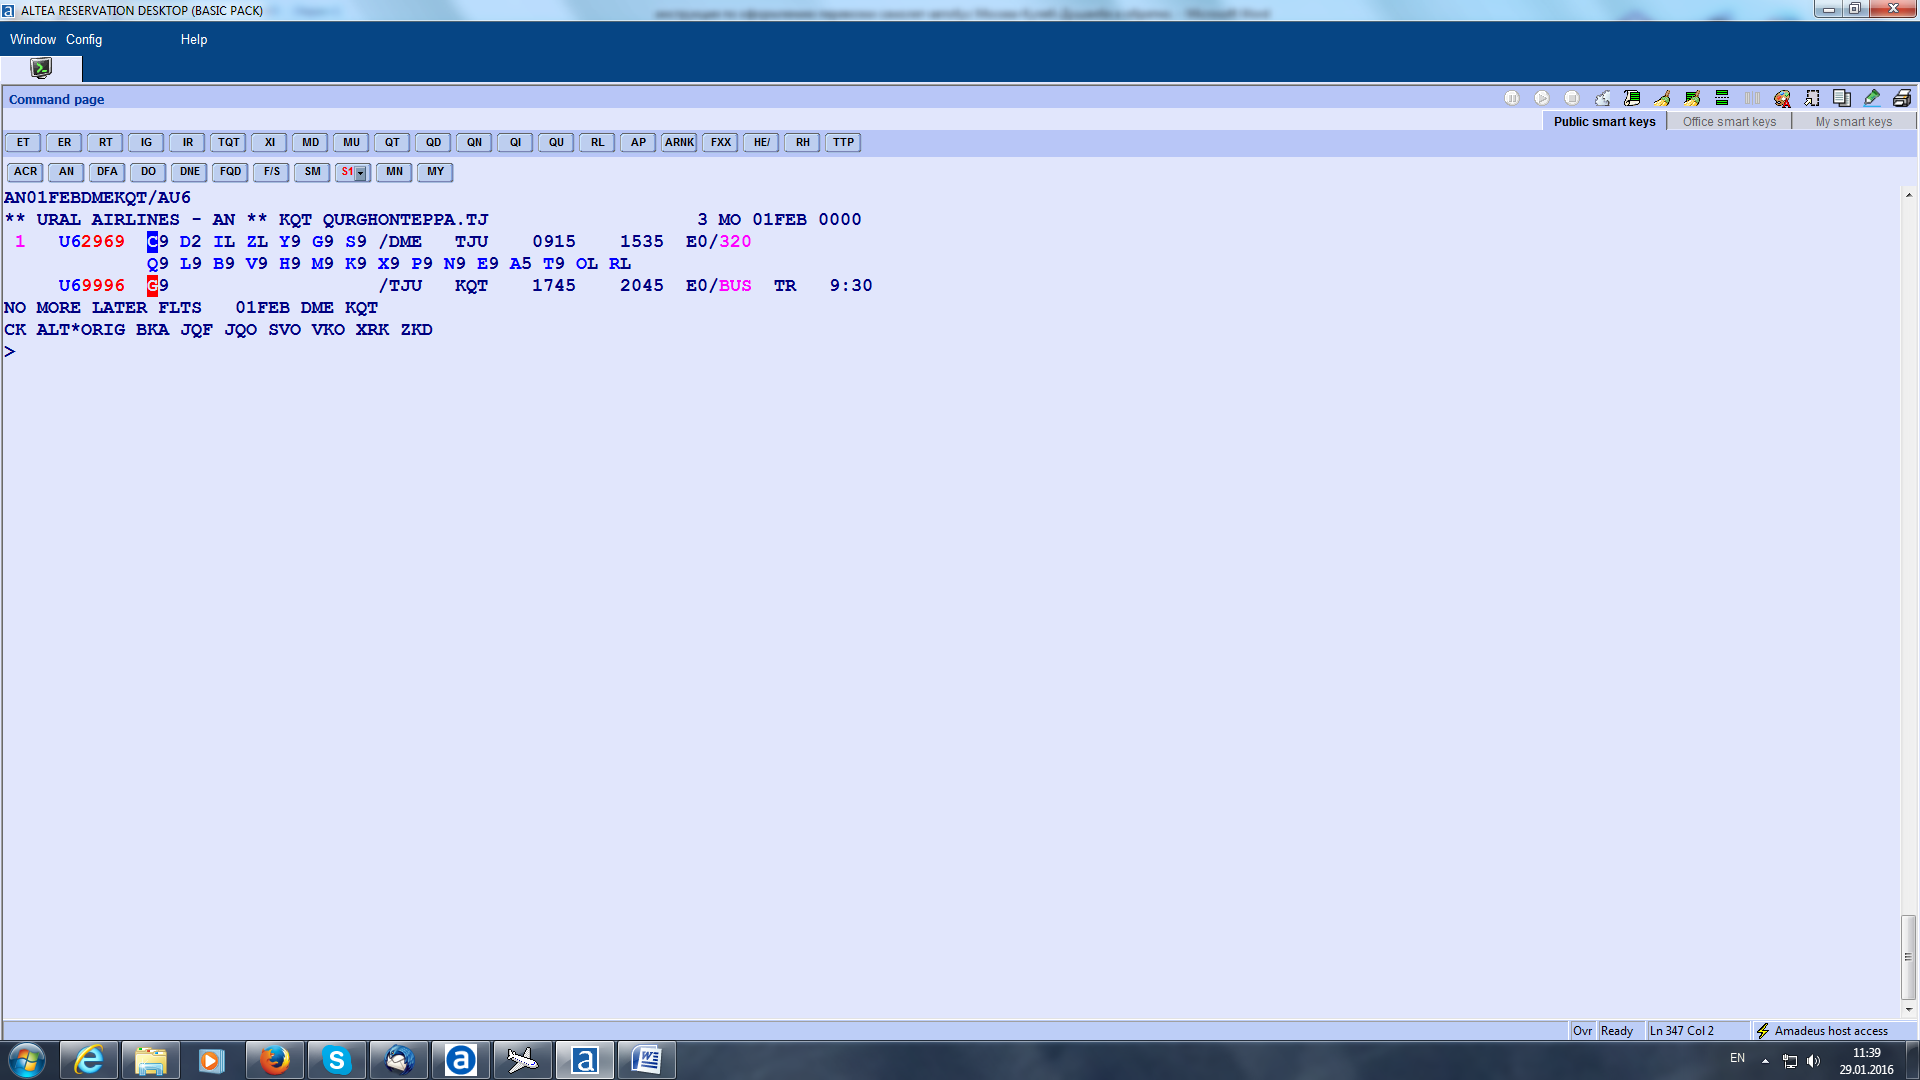 ALTEA RESERVATION DESKTOP (BASIC PACK)
Window Config Help
Command page
Public smart keys Office smart keys My smart keys
ET ER RT IG IR TQT XI MD MU QT QD QN QI QU RL AP ARNK FXX HE/ RH TTP
ACR AN DFA DO DNE FQD F/S SM S1 MN MY
AN01FEBDMEKQT/AU6
** URAL AIRLINES - AN ** KQT QURGHONTEPPA.TJ 3 MO 01FEB 0000
1 U62969 C9 D2 IL ZL Y9 G9 S9 /DME TJU 0915 1535 E0/320
Q9 L9 B9 V9 H9 M9 K9 X9 P9 N9 E9 A5 T9 OL RL
U69996 G9 /TJU KQT 1745 2045 E0/BUS TR 9:30
NO MORE LATER FLTS 01FEB DME KQT
CK ALT*ORIG BKA JQF JQO SVO VKO XRK ZKD
>
Ovr Ready Ln 347 Col 2 Amadeus host access
EN 11:39
29.01.2016